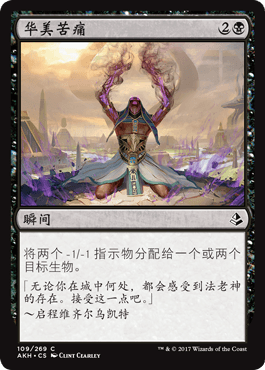 华美苦痛 2
瞬间
将两个 -1/-1 指示物分配给一个或两个
目标生物。
「无论你在城中何处，都会感受到法老神
的存在。接受这一点吧。」
～启程维齐尔乌凯特
109/269 C
AKH • CS CLINT CEARLEY
™ & © 2017 Wizards of the Coast